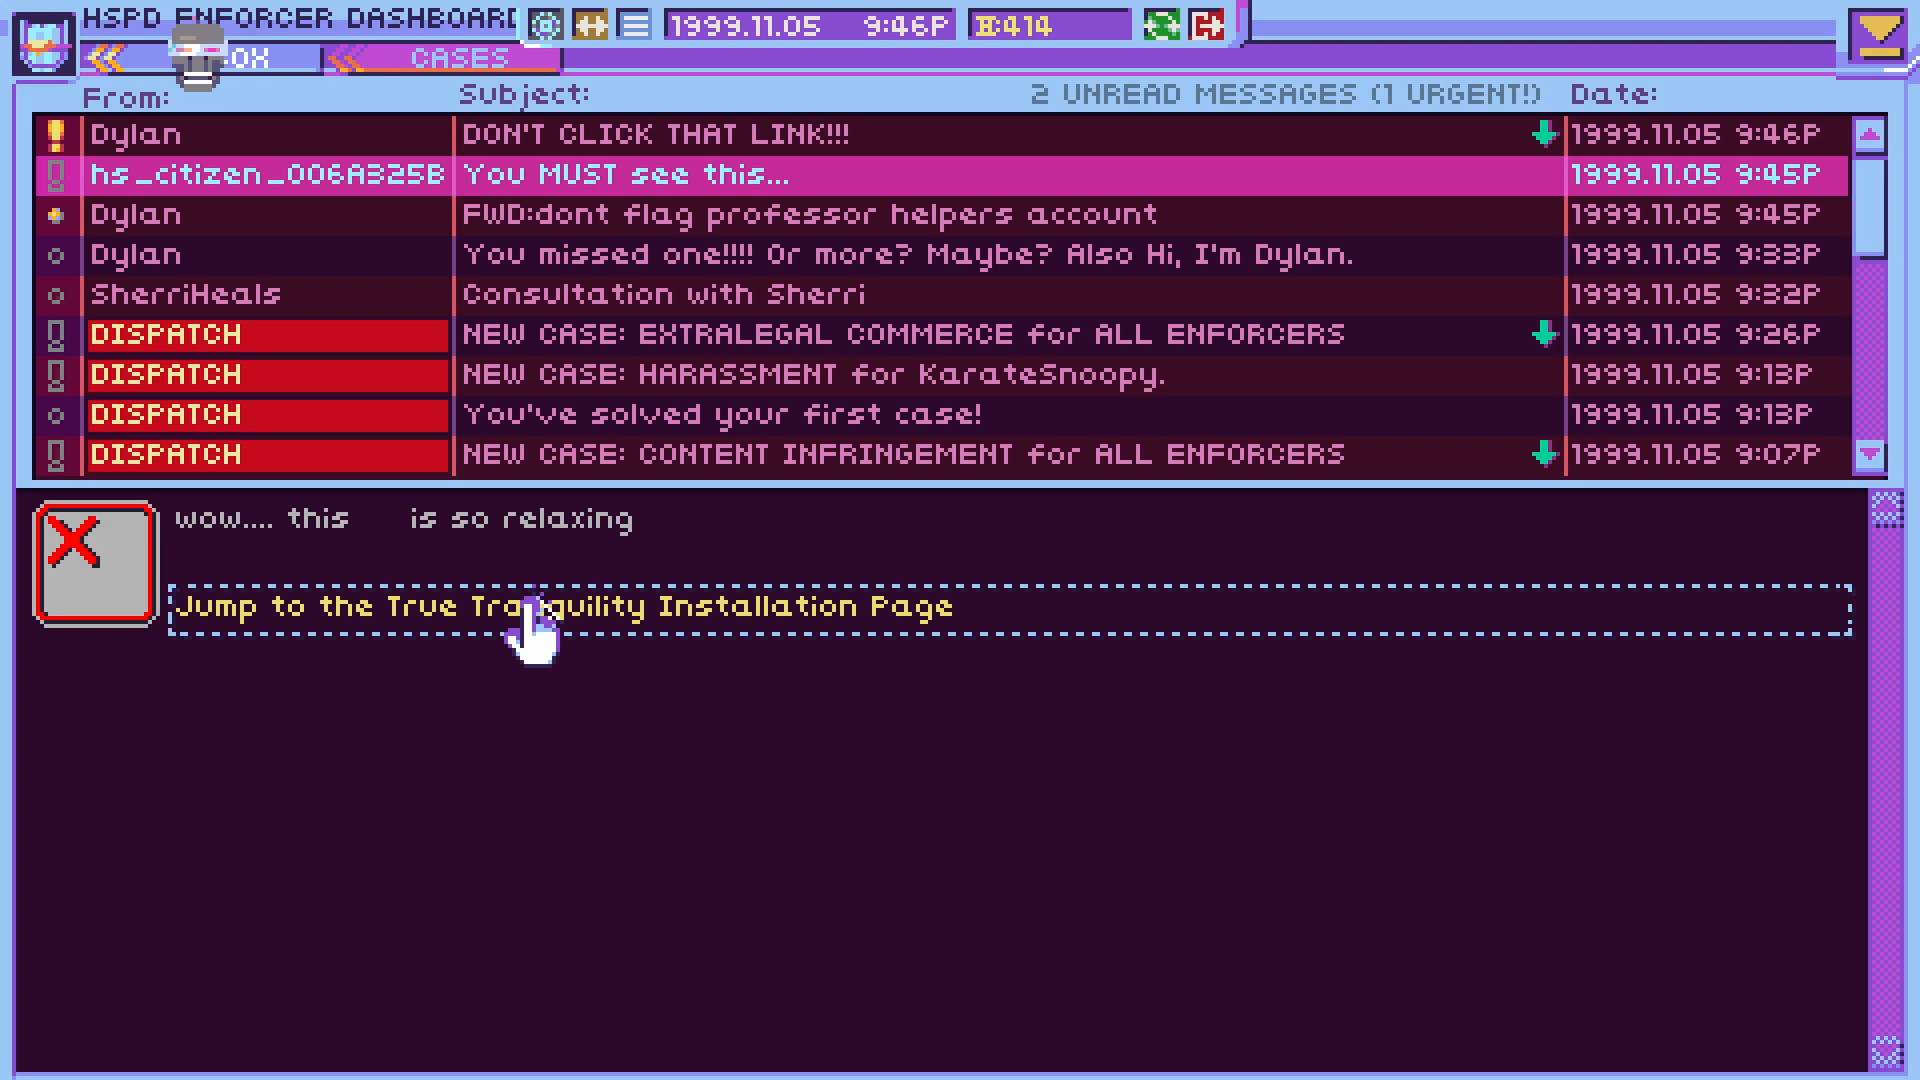 HSPD ENFORCER DASHBOARD
1999.11.05 9:46P
414
OX
CASES
From:
Subject:
2 UNREAD MESSAGES (1 URGENT!)
Date:
Dylan DON'T CLICK THAT LINK!!! 1999.11.05 9:46P
hs_citizen_006A325B You MUST see this... 1999.11.05 9:45P
Dylan FWD:dont flag professor helpers account 1999.11.05 9:45P
Dylan You missed one!!!! Or more? Maybe? Also Hi, I'm Dylan. 1999.11.05 9:33P
SherriHeals Consultation with Sherri 1999.11.05 9:32P
DISPATCH NEW CASE: EXTRALEGAL COMMERCE for ALL ENFORCERS 1999.11.05 9:26P
DISPATCH NEW CASE: HARASSMENT for KarateSnoopy. 1999.11.05 9:13P
DISPATCH You've solved your first case! 1999.11.05 9:13P
DISPATCH NEW CASE: CONTENT INFRINGEMENT for ALL ENFORCERS 1999.11.05 9:07P
wow.... this is so relaxing
Jump to the True Tranquility Installation Page